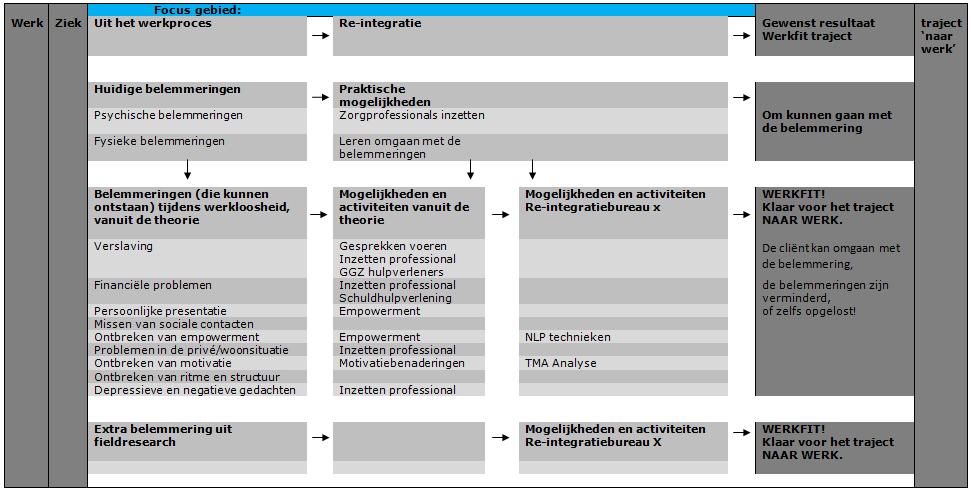 Focus gebied:
Werk
Ziek
Uit het werkproces
Re-integratie
Gewenst resultaat
Werkfit traject
traject
‘naar
werk’
Huidige belemmeringen
Praktische
mogelijkheden
Psychische belemmeringen
Zorgprofessionals inzetten
Om kunnen gaan met
de belemmering
Fysieke belemmeringen
Leren omgaan met de
belemmeringen
Belemmeringen (die kunnen
ontstaan) tijdens werkloosheid,
vanuit de theorie
Mogelijkheden en
activiteiten vanuit de
theorie
Mogelijkheden en activiteiten
Re-integratiebureau x
WERKFIT!
Klaar voor het traject
NAAR WERK.
De cliënt kan omgaan met
de belemmering,
de belemmeringen zijn
verminderd,
of zelfs opgelost!
Verslaving
Gesprekken voeren
Inzetten professional
GGZ hulpverleners
Financiële problemen
Inzetten professional
Schuldhulpverlening
Persoonlijke presentatie
Empowerment
Missen van sociale contacten
Ontbreken van empowerment
Empowerment
NLP technieken
Problemen in de privé/woonsituatie
Inzetten professional
Ontbreken van motivatie
Motivatiebenaderingen
TMA Analyse
Ontbreken van ritme en structuur
Depressieve en negatieve gedachten
Inzetten professional
Extra belemmering uit
fieldresearch
Mogelijkheden en activiteiten
Re-integratiebureau X
WERKFIT!
Klaar voor het traject
NAAR WERK.